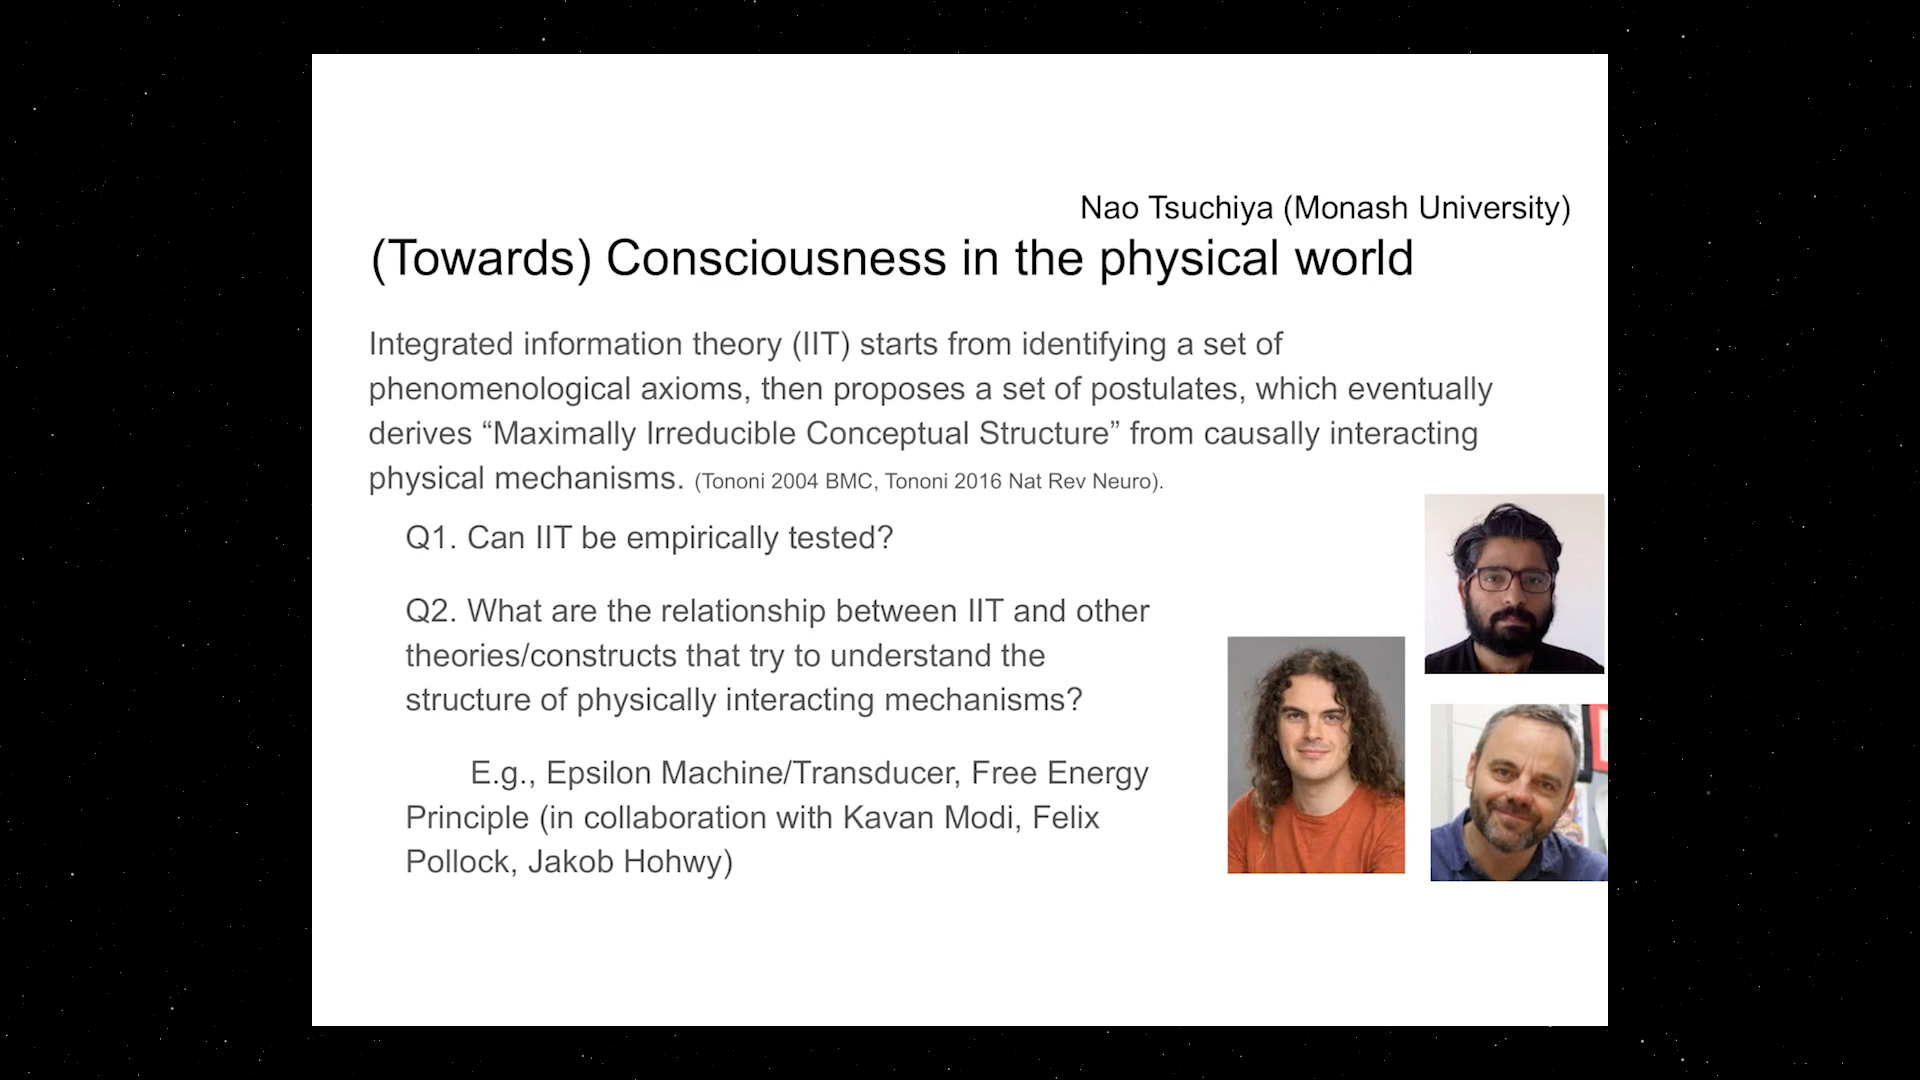 Nao Tsuchiya (Monash University)
(Towards) Consciousness in the physical world
Integrated information theory (IIT) starts from identifying a set of
phenomenological axioms, then proposes a set of postulates, which eventually
derives “Maximally Irreducible Conceptual Structure” from causally interacting
physical mechanisms. (Tononi 2004 BMC, Tononi 2016 Nat Rev Neuro).
Q1. Can IIT be empirically tested?
Q2. What are the relationship between IIT and other
theories/constructs that try to understand the
structure of physically interacting mechanisms?
E.g., Epsilon Machine/Transducer, Free Energy
Principle (in collaboration with Kavan Modi, Felix
Pollock, Jakob Hohwy)